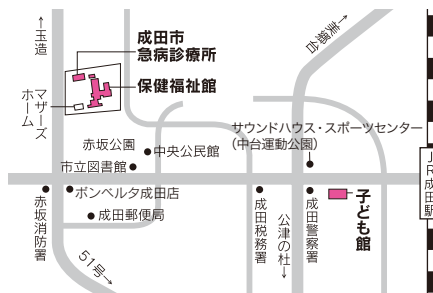 ←玉造
成田市
急病診療所
保健福祉館
マザーズ
ホーム
←美郷台
サウンドハウス・スポーツセンター
(中台運動公園)
赤坂公園
中央公民館
市立図書館
ボンベルタ成田店
成田郵便局
赤坂消防署
51号→
成田税務署
公津の杜→
成田警察署
子ども館
JR成田駅